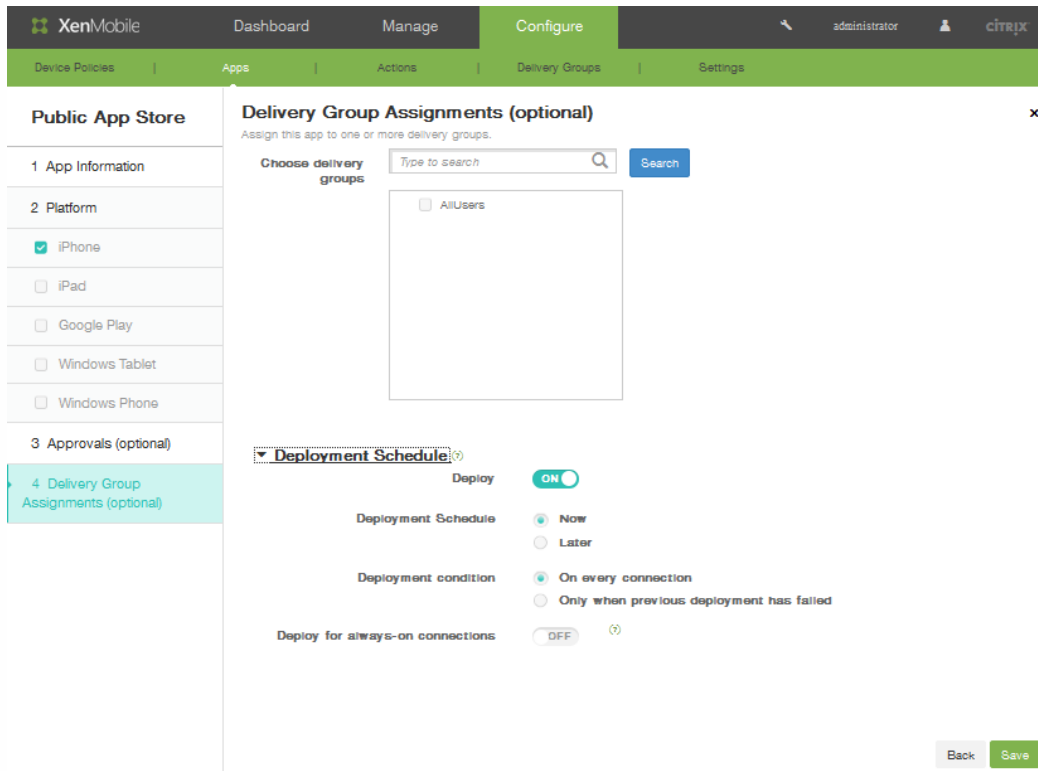 XenMobile
Dashboard
Manage
Configure
administrator
CITRIX
Device Policies | Apps | Actions | Delivery Groups | Settings
Public App Store
1 App Information
2 Platform
iPhone
iPad
Google Play
Windows Tablet
Windows Phone
3 Approvals (optional)
4 Delivery Group
Assignments (optional)
Delivery Group Assignments (optional)
Assign this app to one or more delivery groups.
Choose delivery
groups
Type to search
Search
AllUsers
Deployment Schedule
Deploy
ON
Deployment Schedule
Now
Later
Deployment condition
On every connection
Only when previous deployment has failed
Deploy for always-on connections
OFF
Back
Save